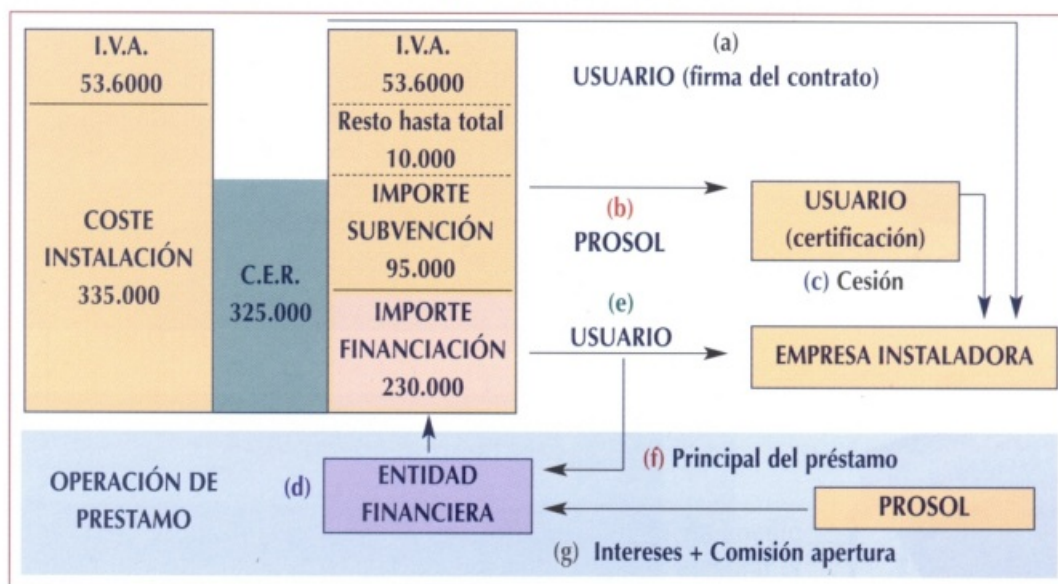 I.V.A.
53.6000
COSTE
INSTALACIÓN
335.000
C.E.R.
325.000
I.V.A.
53.6000
Resto hasta total
10.000
IMPORTE
SUBVENCIÓN
95.000
IMPORTE
FINANCIACIÓN
230.000
(a)
USUARIO (firma del contrato)
(b)
PROSOL
USUARIO
(certificación)
(c) Cesión
(e)
USUARIO
EMPRESA INSTALADORA
OPERACIÓN DE
PRESTAMO
(d)
ENTIDAD
FINANCIERA
(f) Principal del préstamo
PROSOL
(g) Intereses + Comisión apertura